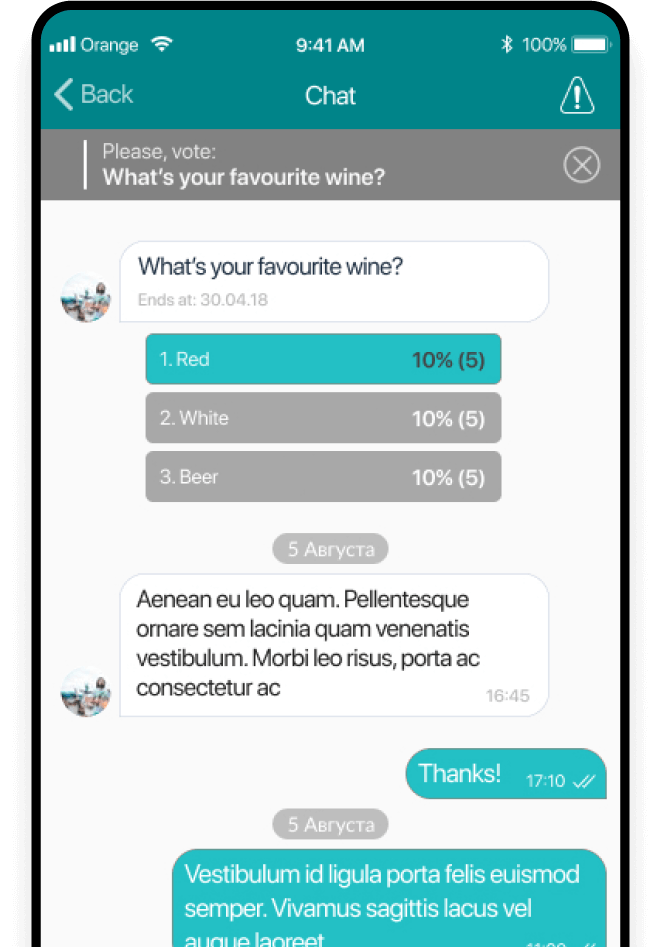 Orange 9:41 AM 100%
Back Chat
Please, vote:
What's your favourite wine?
What's your favourite wine?
Ends at: 30.04.18
1. Red 10% (5)
2. White 10% (5)
3. Beer 10% (5)
5 Августа
Aenean eu leo quam. Pellentesque
ornare sem lacinia quam venenatis
vestibulum. Morbi leo risus, porta ac
consectetur ac 16:45
Thanks! 17:10
5 Августа
Vestibulum id ligula porta felis euismod
semper. Vivamus sagittis lacus vel
augue laoreet